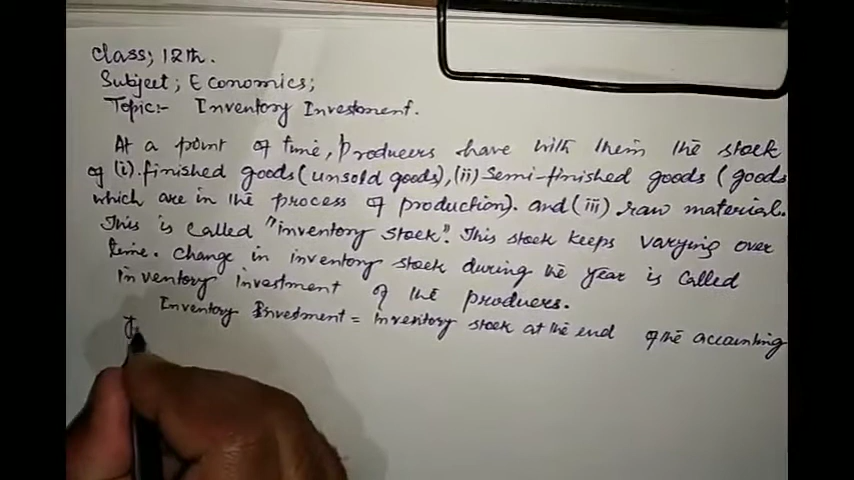 Class; 12th.
Subject; Economics;
Topic:- Inventory Investment.
At a point of time, producers have with them the stock
of (i). finished goods (unsold goods), (ii) Semi-finished goods (goods
which are in the process of production). and (iii) raw material.
This is called "inventory stock". This stock keeps varying over
time. change in inventory stock during the year is called
inventory investment of the producers.
Inventory Investment = inventory stock at the end of the accounting
y